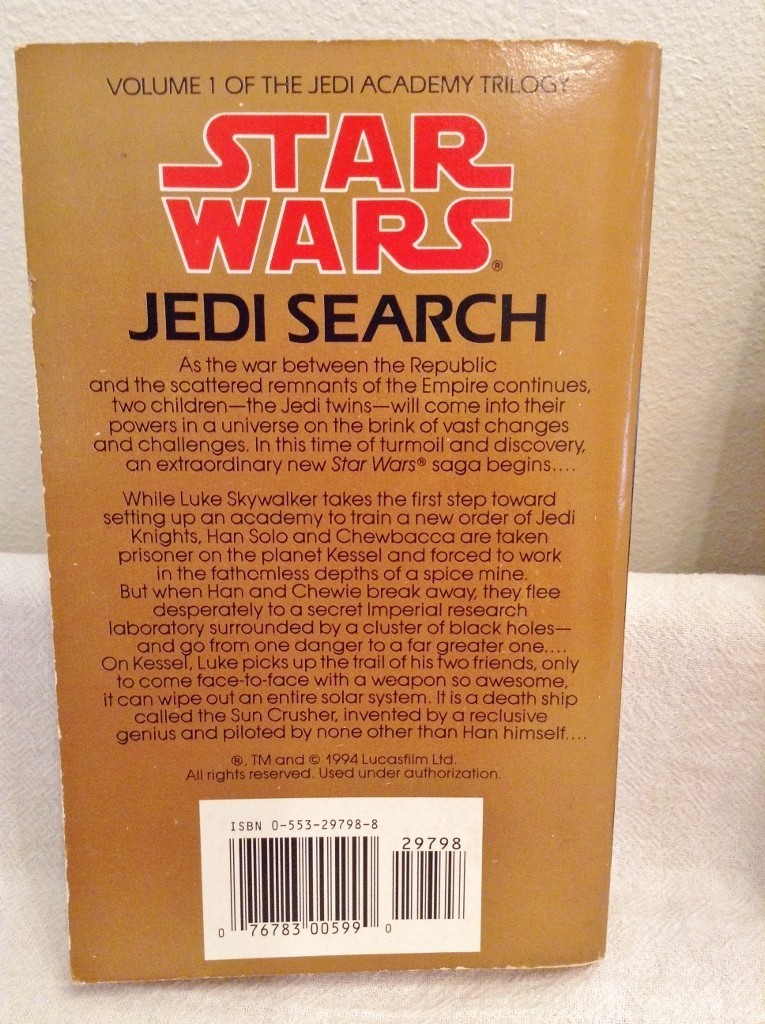 VOLUME 1 OF THE JEDI ACADEMY TRILOGY
STAR
WARS®
JEDI SEARCH
As the war between the Republic
and the scattered remnants of the Empire continues,
two children—the Jedi twins—will come into their
powers in a universe on the brink of vast changes
and challenges. In this time of turmoil and discovery,
an extraordinary new Star Wars® saga begins....
While Luke Skywalker takes the first step toward
setting up an academy to train a new order of Jedi
Knights, Han Solo and Chewbacca are taken
prisoner on the planet Kessel and forced to work
in the fathomless depths of a spice mine.
But when Han and Chewie break away, they flee
desperately to a secret Imperial research
laboratory surrounded by a cluster of black holes—
and go from one danger to a far greater one....
On Kessel, Luke picks up the trail of his two friends, only
to come face-to-face with a weapon so awesome,
it can wipe out an entire solar system. It is a death ship
called the Sun Crusher, invented by a reclusive
genius and piloted by none other than Han himself....
®, TM and © 1994 Lucasfilm Ltd.
All rights reserved. Used under authorization.
ISBN 0-553-29798-8
29798
0 76783 00599 0